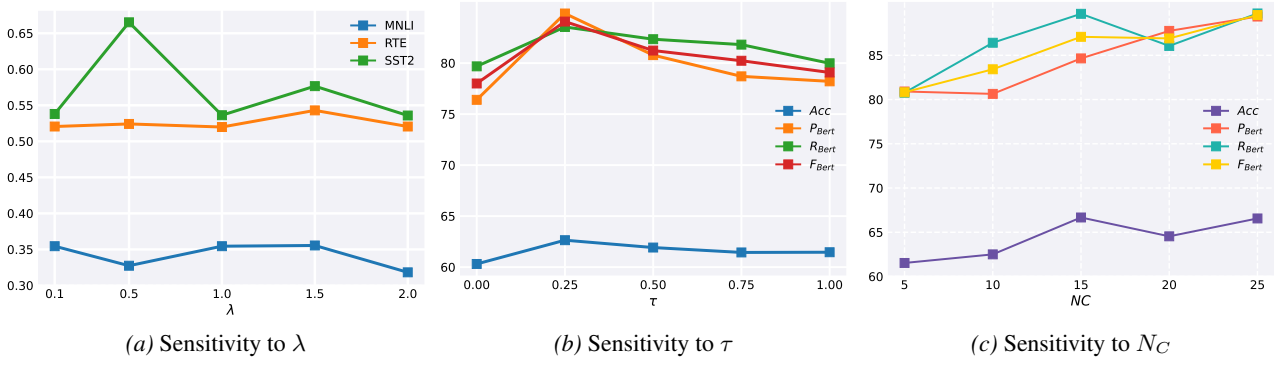 0.65
0.60
0.55
0.50
0.45
0.40
0.35
0.30
0.1 0.5 1.0 1.5 2.0
λ
MNLI
RTE
SST2
(a) Sensitivity to λ
80
75
70
65
60
0.00 0.25 0.50 0.75 1.00
τ
Acc
P_Bert
R_Bert
F_Bert
(b) Sensitivity to τ
85
80
75
70
65
60
5 10 15 20 25
NC
Acc
P_Bert
R_Bert
F_Bert
(c) Sensitivity to N_C